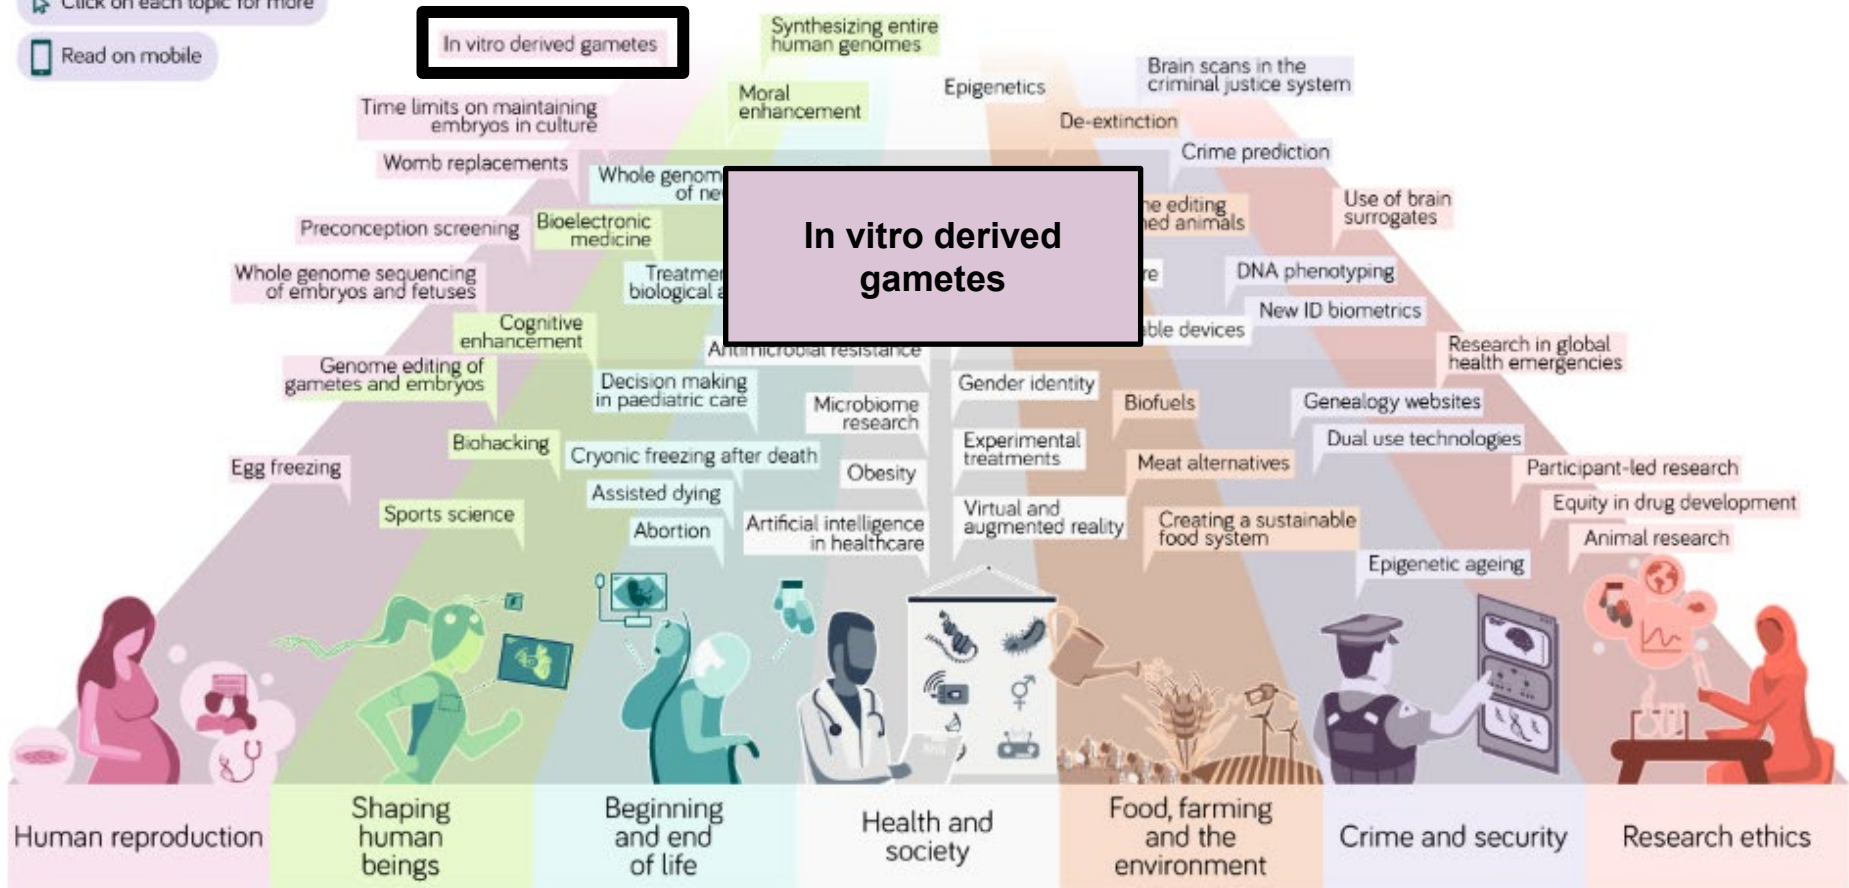 Click on each topic for more
Read on mobile
In vitro derived gametes
Synthesizing entire
human genomes
Brain scans in the
criminal justice system
Moral
enhancement
Epigenetics
Time limits on maintaining
embryos in culture
De-extinction
Womb replacements
Crime prediction
Whole genom
of ne
In vitro derived
gametes
ne editing
ned animals
Use of brain
surrogates
Preconception screening
Bioelectronic
medicine
Whole genome sequencing
of embryos and fetuses
Treatmen
biological a
re
DNA phenotyping
New ID biometrics
Cognitive
enhancement
able devices
Antimicrobial resistance
Research in global
health emergencies
Genome editing of
gametes and embryos
Decision making
in paediatric care
Gender identity
Microbiome
research
Biofuels
Genealogy websites
Biohacking
Experimental
treatments
Dual use technologies
Egg freezing
Cryonic freezing after death
Obesity
Meat alternatives
Participant-led research
Assisted dying
Equity in drug development
Sports science
Abortion
Artificial intelligence
in healthcare
Virtual and
augmented reality
Creating a sustainable
food system
Animal research
Epigenetic ageing
Human reproduction
Shaping
human
beings
Beginning
and end
of life
Health and
society
Food, farming
and the
environment
Crime and security
Research ethics